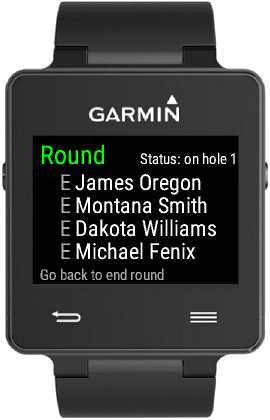 GARMIN
Round Status: on hole 1
E James Oregon
E Montana Smith
E Dakota Williams
E Michael Fenix
Go back to end round